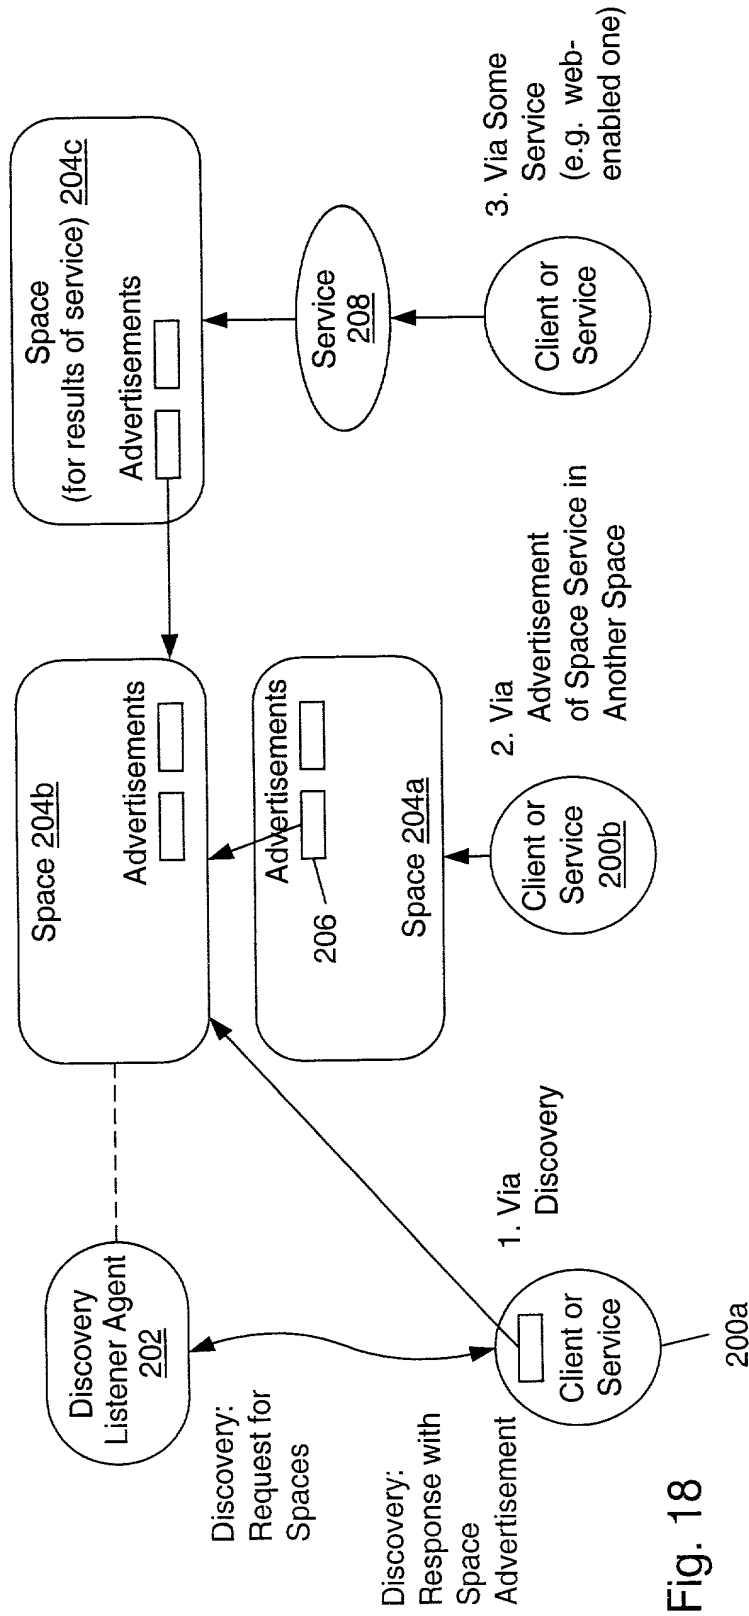 Discovery
Listener Agent
202
Discovery:
Request for
Spaces
Discovery:
Response with
Space
Advertisement
Client or
Service
200a
1. Via
Discovery
Space 204b
Advertisements
Advertisements
206
Space 204a
Client or
Service
200b
2. Via
Advertisement
of Space Service in
Another Space
Space
(for results of service) 204c
Advertisements
Service
208
Client or
Service
3. Via Some
Service
(e.g. web-
enabled one)
Fig. 18